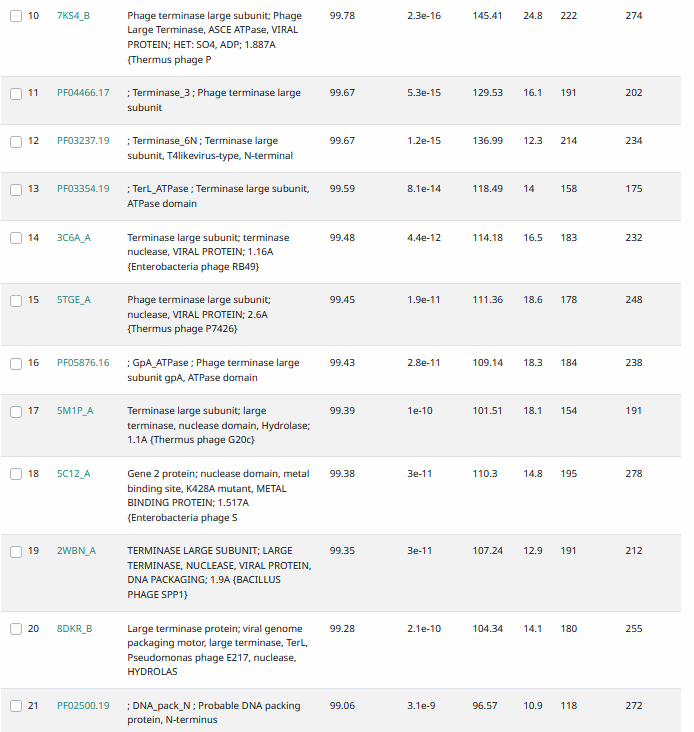 10 7KS4_B Phage terminase large subunit; Phage 99.78 2.3e-16 145.41 24.8 222 274
Large Terminase, ASCE ATPase, VIRAL
PROTEIN; HET: SO4, ADP; 1.887A
{Thermus phage P
11 PF04466.17 ; Terminase_3 ; Phage terminase large 99.67 5.3e-15 129.53 16.1 191 202
subunit
12 PF03237.19 ; Terminase_6N ; Terminase large 99.67 1.2e-15 136.99 12.3 214 234
subunit, T4likevirus-type, N-terminal
13 PF03354.19 ; TerL_ATPase ; Terminase large subunit, 99.59 8.1e-14 118.49 14 158 175
ATPase domain
14 3C6A_A Terminase large subunit; terminase 99.48 4.4e-12 114.18 16.5 183 232
nuclease, VIRAL PROTEIN; 1.16A
{Enterobacteria phage RB49}
15 5TGE_A Phage terminase large subunit; 99.45 1.9e-11 111.36 18.6 178 248
nuclease, VIRAL PROTEIN; 2.6A
{Thermus phage P7426}
16 PF05876.16 ; GpA_ATPase ; Phage terminase large 99.43 2.8e-11 109.14 18.3 184 238
subunit gpA, ATPase domain
17 5M1P_A Terminase large subunit; large 99.39 1e-10 101.51 18.1 154 191
terminase, nuclease domain, Hydrolase;
1.1A {Thermus phage G20c}
18 5C12_A Gene 2 protein; nuclease domain, metal 99.38 3e-11 110.3 14.8 195 278
binding site, K428A mutant, METAL
BINDING PROTEIN; 1.517A
{Enterobacteria phage S
19 2WBN_A TERMINASE LARGE SUBUNIT; LARGE 99.35 3e-11 107.24 12.9 191 212
TERMINASE, NUCLEASE, VIRAL PROTEIN,
DNA PACKAGING; 1.9A {BACILLUS
PHAGE SPP1}
20 8DKR_B Large terminase protein; viral genome 99.28 2.1e-10 104.34 14.1 180 255
packaging motor, large terminase, TerL,
Pseudomonas phage E217, nuclease,
HYDROLAS
21 PF02500.19 ; DNA_pack_N ; Probable DNA packing 99.06 3.1e-9 96.57 10.9 118 272
protein, N-terminus